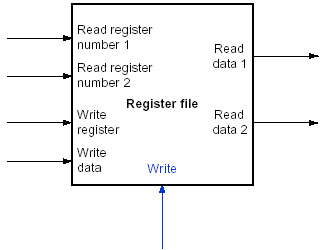 Read register
number 1
Read
data 1
Read register
number 2
Register file
Write
register
Read
data 2
Write
data
Write